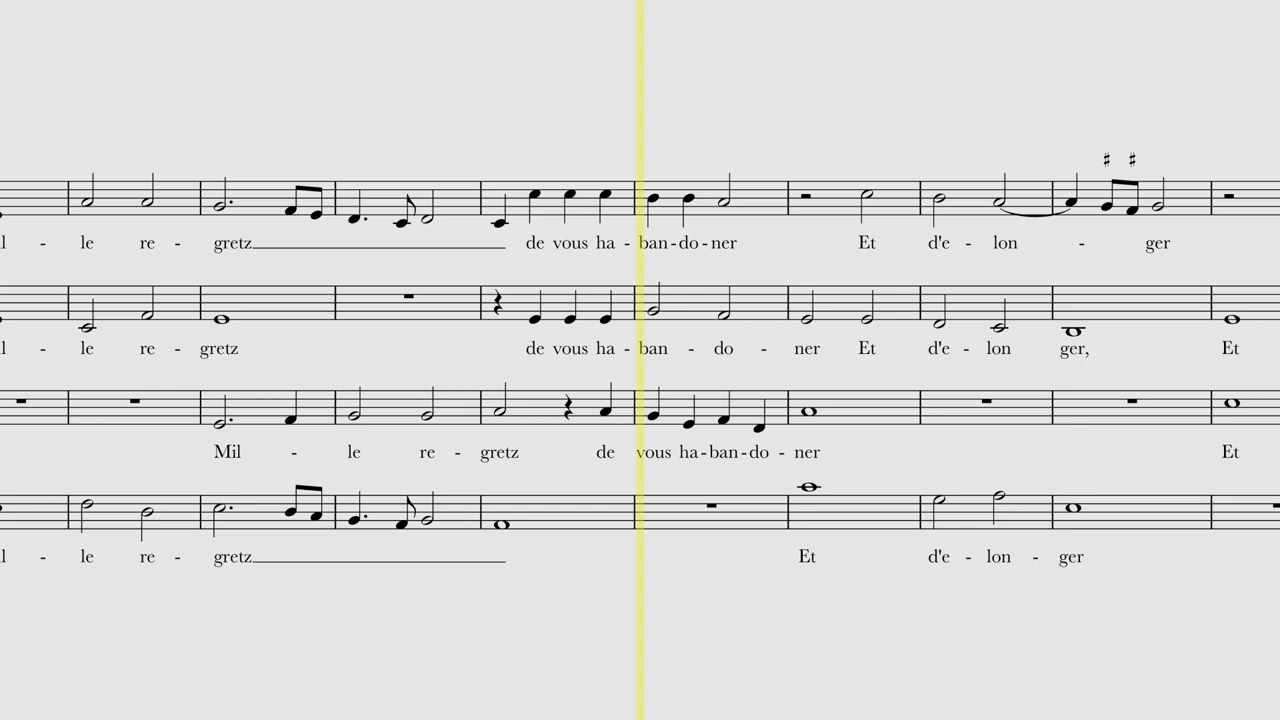 l - le re - gretz de vous ha - ban - do - ner Et d'e - lon - ger
l - le re - gretz de vous ha - ban - do - ner Et d'e - lon ger, Et
Mil - le re - gretz de vous ha - ban - do - ner Et
l - le re - gretz Et d'e - lon - ger